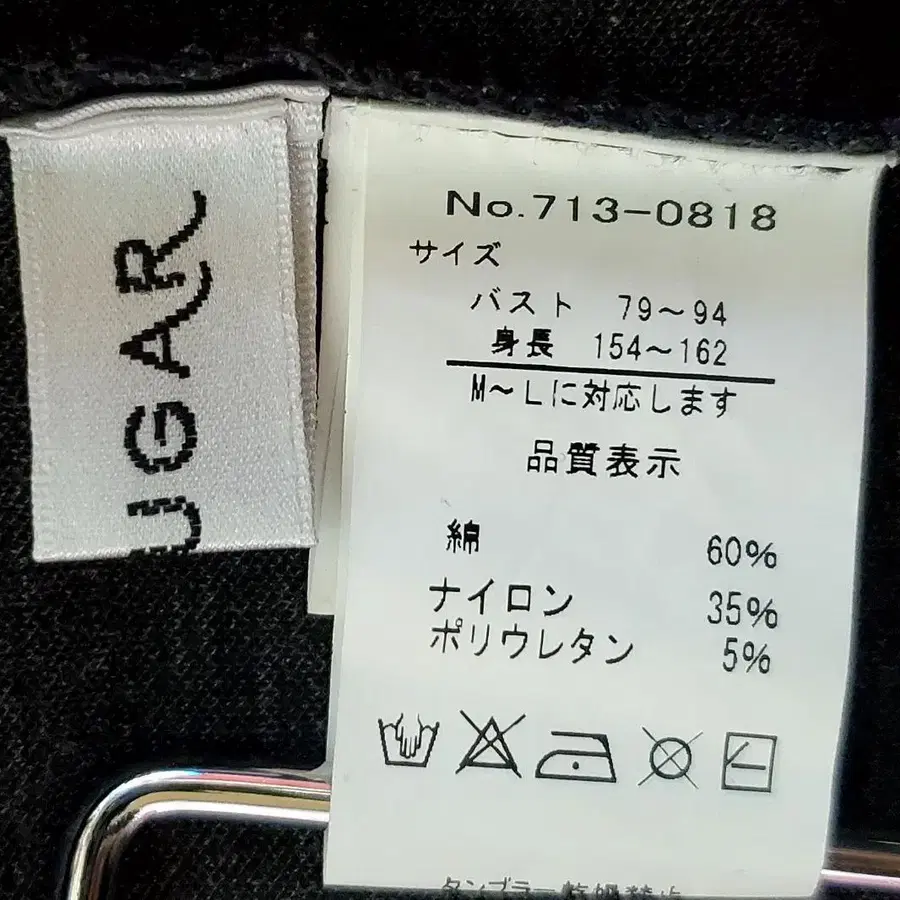 UGAR
No.713-0818
サイズ
バスト 79～94
身長 154～162
M～Lに対応します
品質表示
綿 60%
ナイロン 35%
ポリウレタン 5%